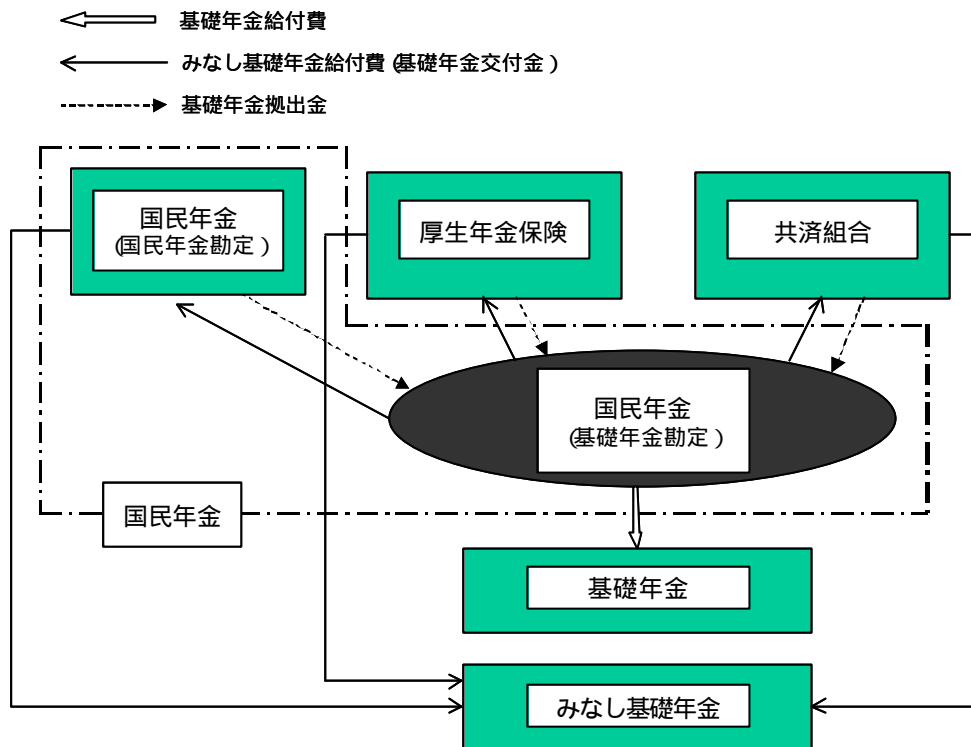 基礎年金給付費
みなし基礎年金給付費(基礎年金交付金)
基礎年金拠出金
国民年金
(国民年金勘定)
厚生年金保険
共済組合
国民年金
(基礎年金勘定)
国民年金
基礎年金
みなし基礎年金